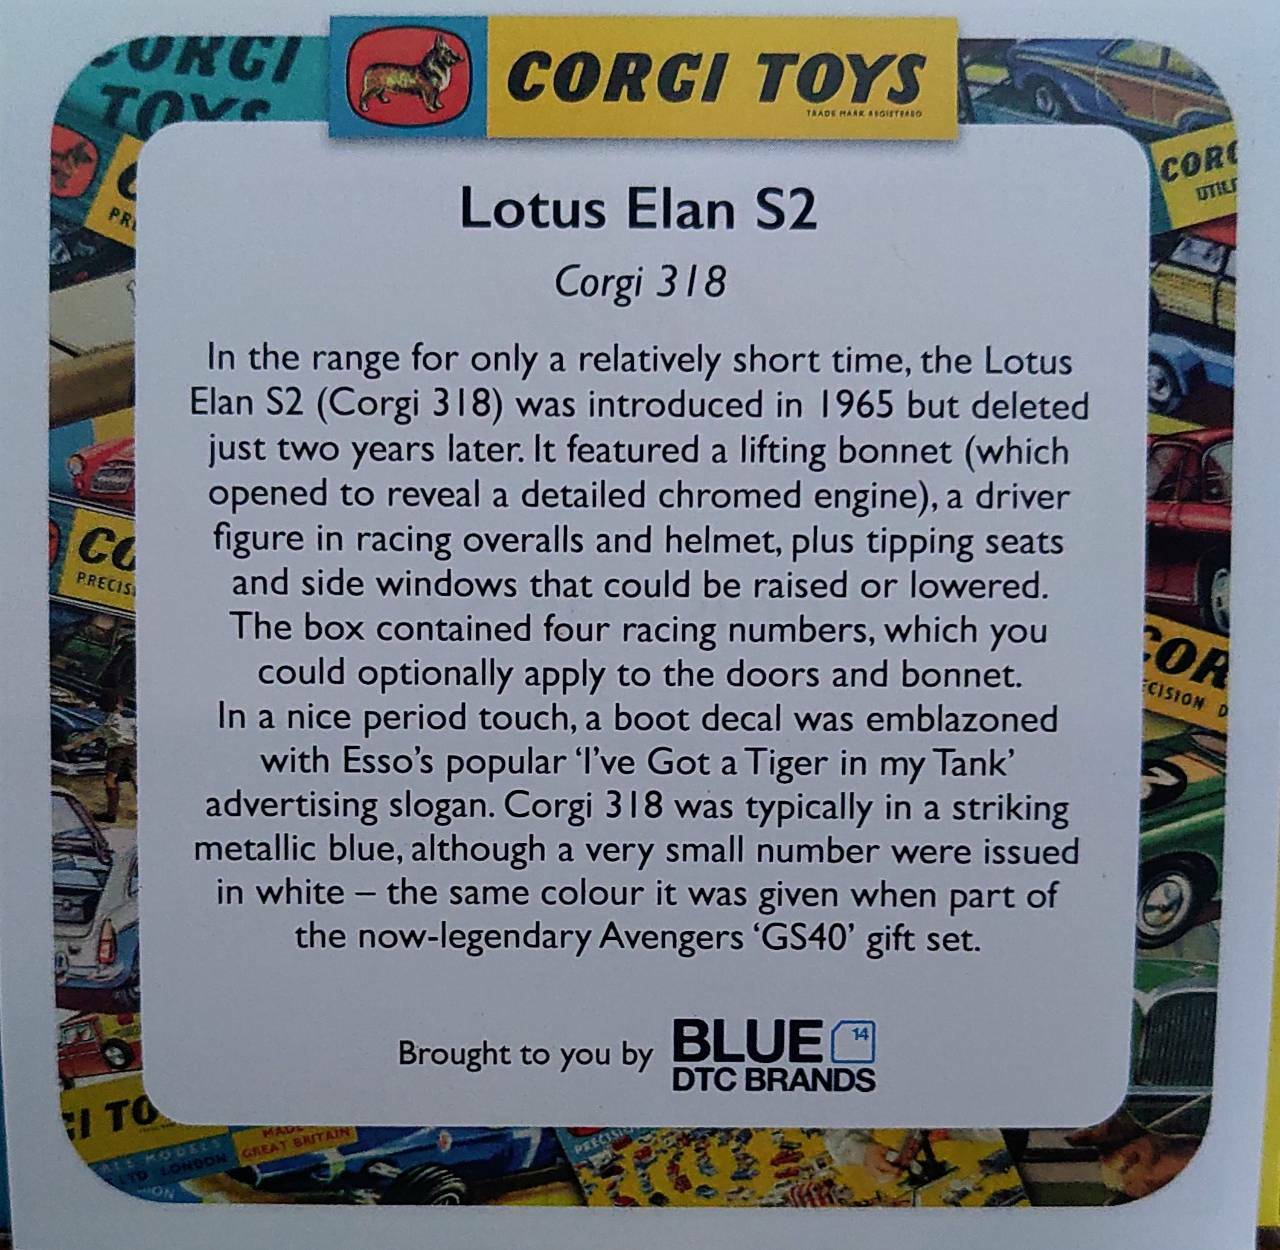 CORGI TOYS
TRADE MARK REGISTERED
Lotus Elan S2
Corgi 318
In the range for only a relatively short time, the Lotus
Elan S2 (Corgi 318) was introduced in 1965 but deleted
just two years later. It featured a lifting bonnet (which
opened to reveal a detailed chromed engine), a driver
figure in racing overalls and helmet, plus tipping seats
and side windows that could be raised or lowered.
The box contained four racing numbers, which you
could optionally apply to the doors and bonnet.
In a nice period touch, a boot decal was emblazoned
with Esso's popular ‘I’ve Got a Tiger in my Tank’
advertising slogan. Corgi 318 was typically in a striking
metallic blue, although a very small number were issued
in white – the same colour it was given when part of
the now-legendary Avengers ‘GS40’ gift set.
Brought to you by BLUE 14
DTC BRANDS
CORGI
TOYS
MADE
GREAT BRITAIN
LTD LONDON